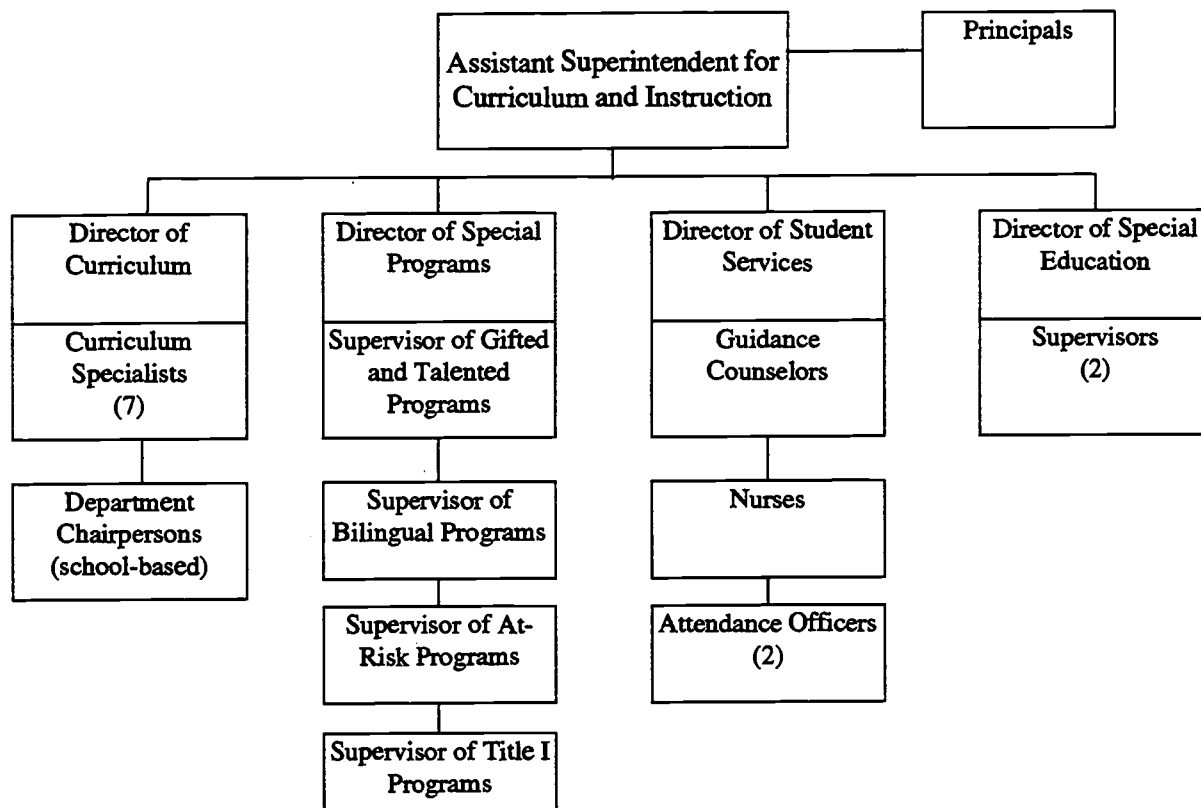 Principals
Assistant Superintendent for
Curriculum and Instruction
Director of
Curriculum
Director of Special
Programs
Director of Student
Services
Director of Special
Education
Curriculum
Specialists
(7)
Supervisor of Gifted
and Talented
Programs
Guidance
Counselors
Supervisors
(2)
Department
Chairpersons
(school-based)
Supervisor of
Bilingual Programs
Nurses
Supervisor of At-
Risk Programs
Attendance Officers
(2)
Supervisor of Title I
Programs